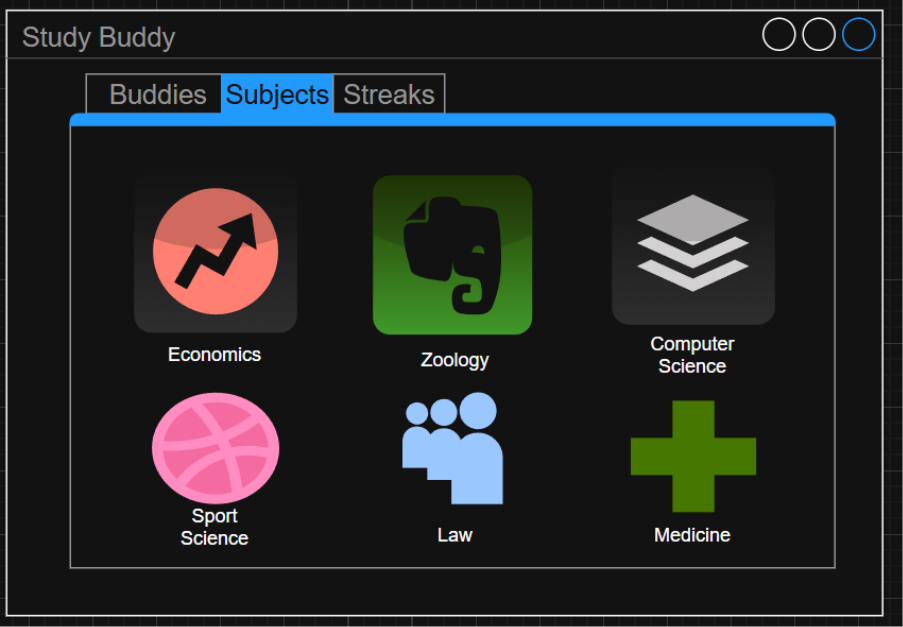 Study Buddy
Buddies Subjects Streaks
Economics
Zoology
Computer
Science
Sport
Science
Law
Medicine